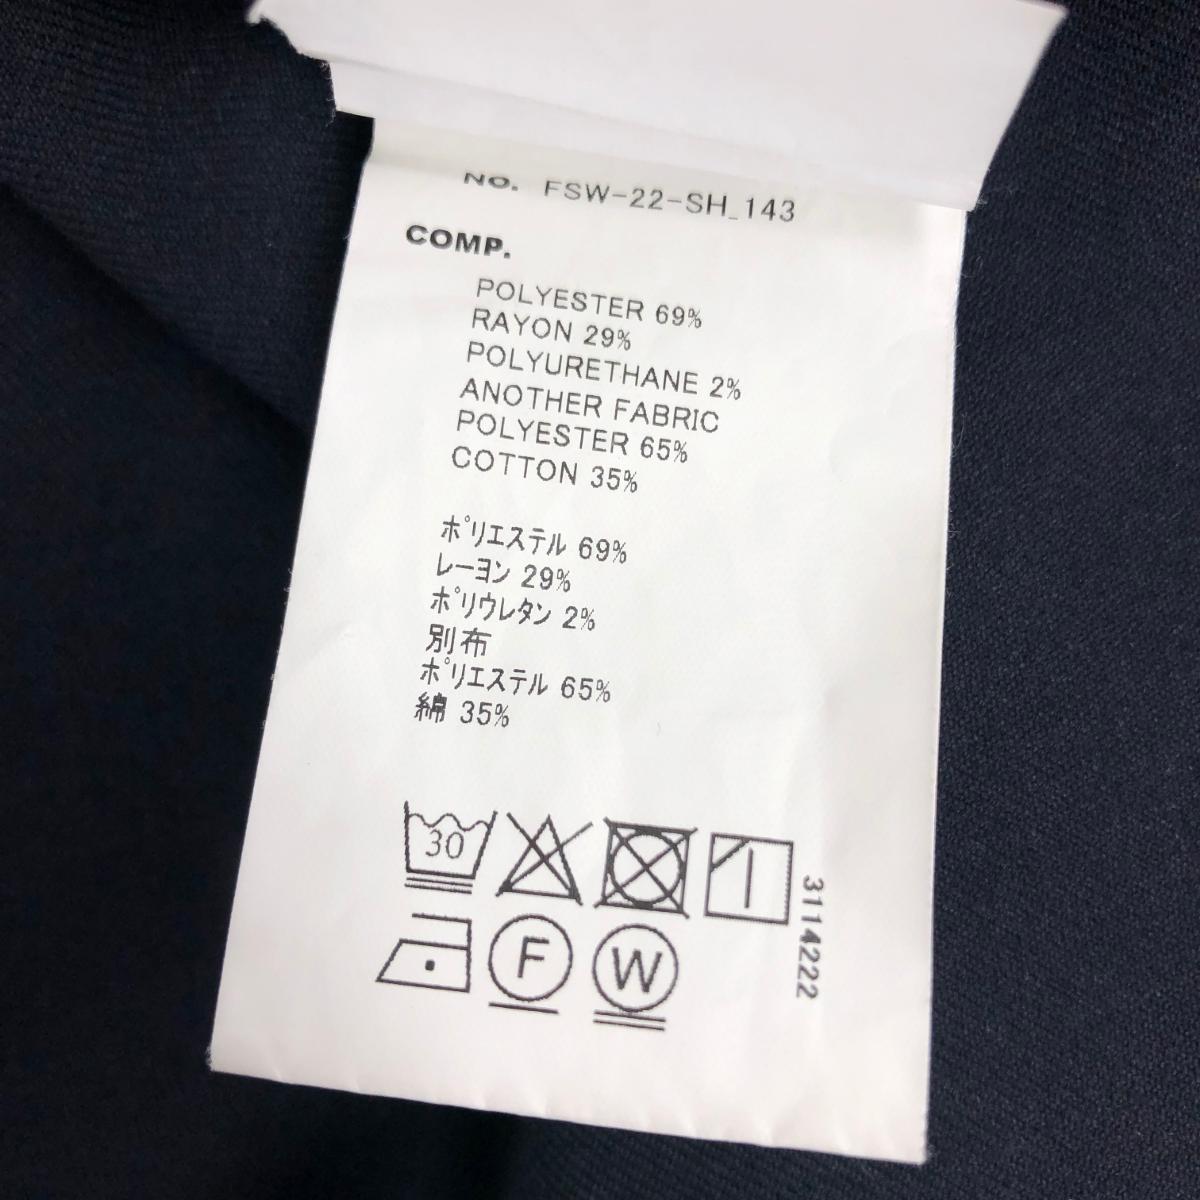 NO. FSW-22-SH_143
COMP.
POLYESTER 69%
RAYON 29%
POLYURETHANE 2%
ANOTHER FABRIC
POLYESTER 65%
COTTON 35%
ポリエステル 69%
レーヨン 29%
ポリウレタン 2%
別布
ポリエステル 65%
綿 35%
30
F W
3114222